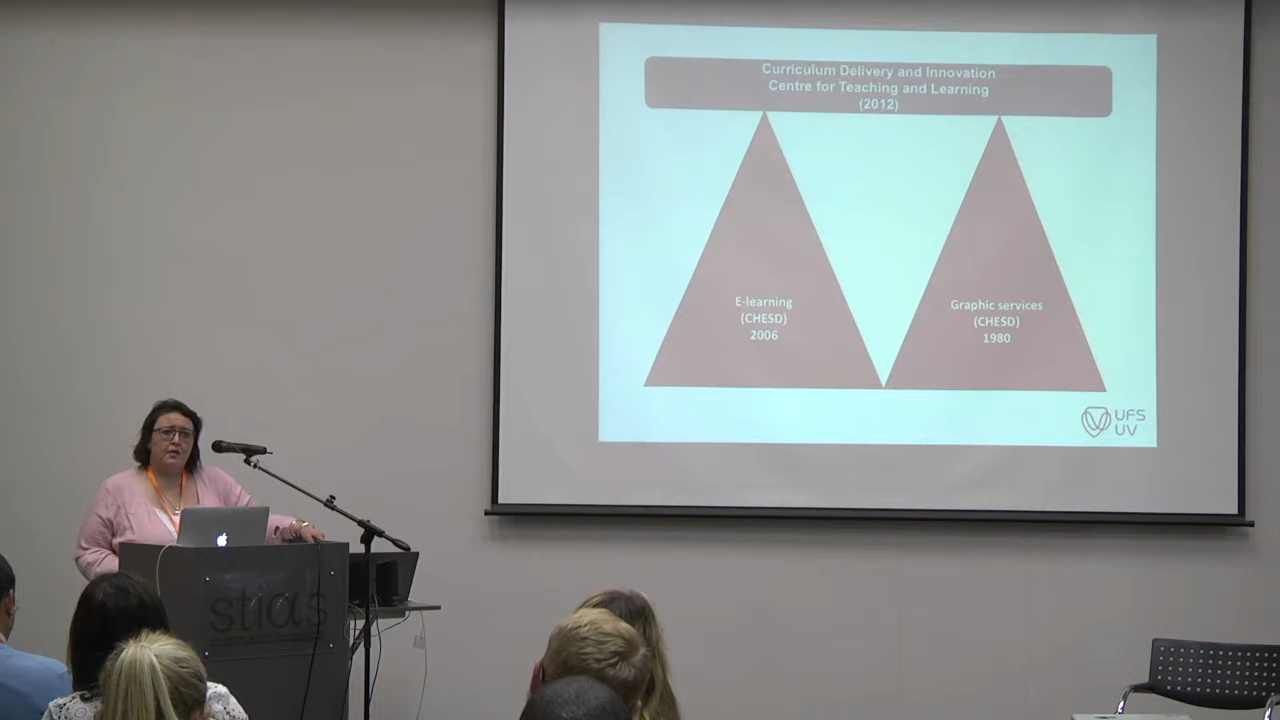 Curriculum Delivery and Innovation
Centre for Teaching and Learning
(2012)
E-learning
(CHESD)
2006
Graphic services
(CHESD)
1980
UFS
UV
stias